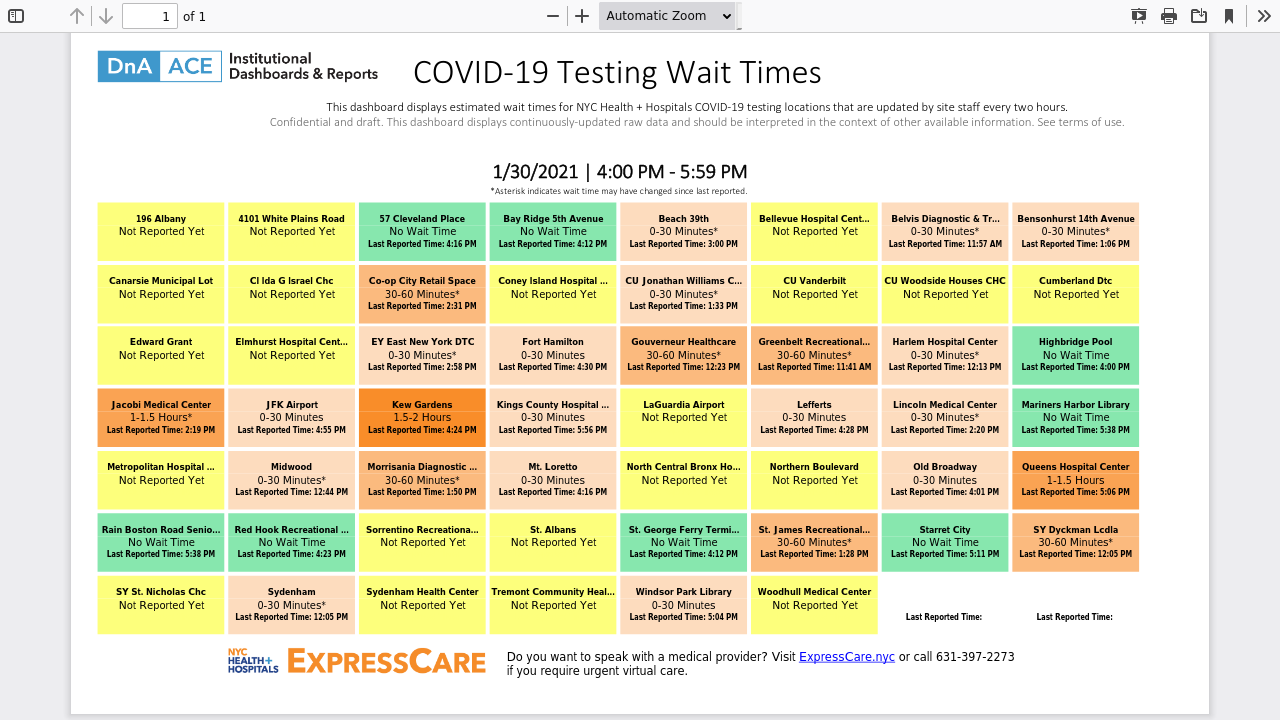 1
of 1
Automatic Zoom
DnA ACE Institutional
Dashboards & Reports
COVID-19 Testing Wait Times
This dashboard displays estimated wait times for NYC Health + Hospitals COVID-19 testing locations that are updated by site staff every two hours.
Confidential and draft. This dashboard displays continuously-updated raw data and should be interpreted in the context of other available information. See terms of use.
1/30/2021 | 4:00 PM - 5:59 PM
*Asterisk indicates wait time may have changed since last reported.
196 Albany
Not Reported Yet
4101 White Plains Road
Not Reported Yet
57 Cleveland Place
No Wait Time
Last Reported Time: 4:16 PM
Bay Ridge 5th Avenue
No Wait Time
Last Reported Time: 4:12 PM
Beach 39th
0-30 Minutes*
Last Reported Time: 3:00 PM
Bellevue Hospital Cent...
Not Reported Yet
Belvis Diagnostic & Tr...
0-30 Minutes*
Last Reported Time: 11:57 AM
Bensonhurst 14th Avenue
0-30 Minutes*
Last Reported Time: 1:06 PM
Canarsie Municipal Lot
Not Reported Yet
CI Ida G Israel Chc
Not Reported Yet
Co-op City Retail Space
30-60 Minutes*
Last Reported Time: 2:31 PM
Coney Island Hospital ...
Not Reported Yet
CU Jonathan Williams C...
0-30 Minutes*
Last Reported Time: 1:33 PM
CU Vanderbilt
Not Reported Yet
CU Woodside Houses CHC
Not Reported Yet
Cumberland Dtc
Not Reported Yet
Edward Grant
Not Reported Yet
Elmhurst Hospital Cent...
Not Reported Yet
EY East New York DTC
0-30 Minutes*
Last Reported Time: 2:58 PM
Fort Hamilton
0-30 Minutes
Last Reported Time: 4:30 PM
Gouverneur Healthcare
30-60 Minutes*
Last Reported Time: 12:23 PM
Greenbelt Recreational...
30-60 Minutes*
Last Reported Time: 11:41 AM
Harlem Hospital Center
0-30 Minutes*
Last Reported Time: 12:13 PM
Highbridge Pool
No Wait Time
Last Reported Time: 4:00 PM
Jacobi Medical Center
1-1.5 Hours*
Last Reported Time: 2:19 PM
JFK Airport
0-30 Minutes
Last Reported Time: 4:55 PM
Kew Gardens
1.5-2 Hours
Last Reported Time: 4:24 PM
Kings County Hospital ...
0-30 Minutes
Last Reported Time: 5:56 PM
LaGuardia Airport
Not Reported Yet
Lefferts
0-30 Minutes
Last Reported Time: 4:28 PM
Lincoln Medical Center
0-30 Minutes*
Last Reported Time: 2:20 PM
Mariners Harbor Library
No Wait Time
Last Reported Time: 5:38 PM
Metropolitan Hospital ...
Not Reported Yet
Midwood
0-30 Minutes*
Last Reported Time: 12:44 PM
Morrisania Diagnostic ...
30-60 Minutes*
Last Reported Time: 1:50 PM
Mt. Loretto
0-30 Minutes
Last Reported Time: 4:16 PM
North Central Bronx Ho...
Not Reported Yet
Northern Boulevard
Not Reported Yet
Old Broadway
0-30 Minutes
Last Reported Time: 4:01 PM
Queens Hospital Center
1-1.5 Hours
Last Reported Time: 5:06 PM
Rain Boston Road Senio...
No Wait Time
Last Reported Time: 5:38 PM
Red Hook Recreational ...
No Wait Time
Last Reported Time: 4:23 PM
Sorrentino Recreationa...
Not Reported Yet
St. Albans
Not Reported Yet
St. George Ferry Termi...
No Wait Time
Last Reported Time: 4:12 PM
St. James Recreational...
30-60 Minutes*
Last Reported Time: 1:28 PM
Starret City
No Wait Time
Last Reported Time: 5:11 PM
SY Dyckman Lcdla
30-60 Minutes*
Last Reported Time: 12:05 PM
SY St. Nicholas Chc
Not Reported Yet
Sydenham
0-30 Minutes*
Last Reported Time: 12:05 PM
Sydenham Health Center
Not Reported Yet
Tremont Community Heal...
Not Reported Yet
Windsor Park Library
0-30 Minutes
Last Reported Time: 5:04 PM
Woodhull Medical Center
Not Reported Yet
Last Reported Time:
Last Reported Time:
NYC
HEALTH+
HOSPITALS
EXPRESSCARE
Do you want to speak with a medical provider? Visit ExpressCare.nyc or call 631-397-2273
if you require urgent virtual care.